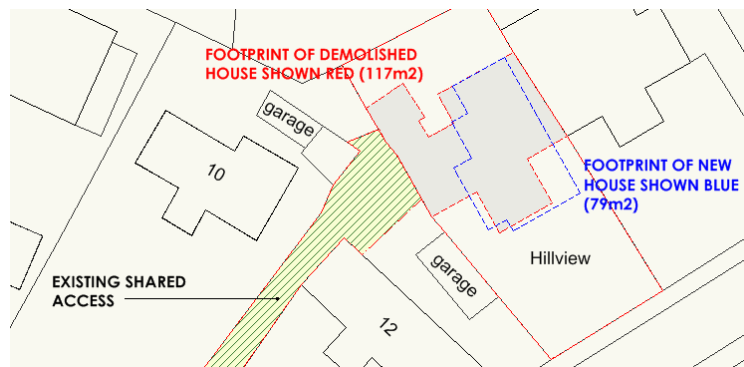 FOOTPRINT OF DEMOLISHED
HOUSE SHOWN RED (117m2)
garage
10
FOOTPRINT OF NEW
HOUSE SHOWN BLUE
(79m2)
Hillview
garage
EXISTING SHARED
ACCESS
12